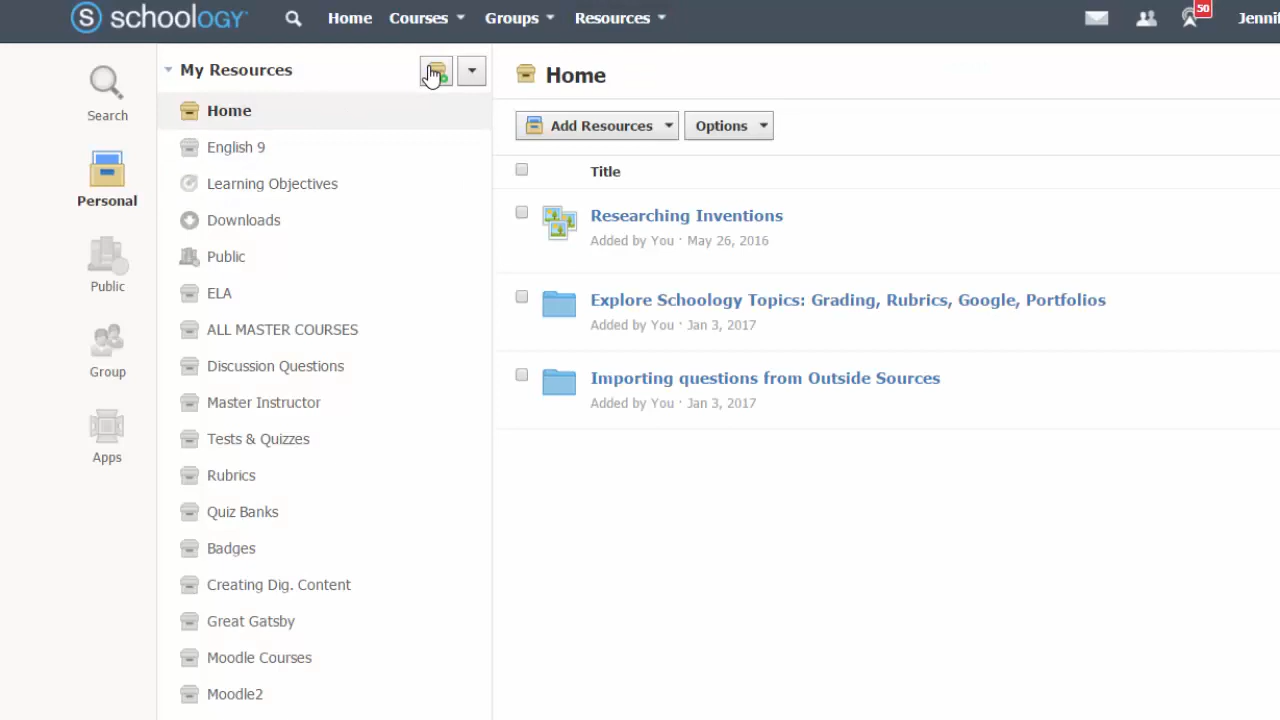 schoology Home Courses Groups Resources 50 Jennif
Search
Personal
Public
Group
Apps
My Resources
Home
English 9
Learning Objectives
Downloads
Public
ELA
ALL MASTER COURSES
Discussion Questions
Master Instructor
Tests & Quizzes
Rubrics
Quiz Banks
Badges
Creating Dig. Content
Great Gatsby
Moodle Courses
Moodle2
Home
Add Resources Options
Title
Researching Inventions
Added by You · May 26, 2016
Explore Schoology Topics: Grading, Rubrics, Google, Portfolios
Added by You · Jan 3, 2017
Importing questions from Outside Sources
Added by You · Jan 3, 2017